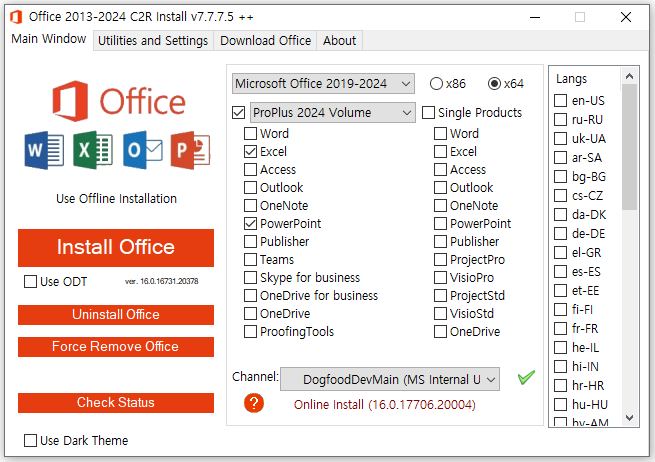 Office 2013-2024 C2R Install v7.7.7.5 ++
Main Window
Utilities and Settings
Download Office
About
Office
W
X
O
P
Use Offline Installation
Install Office
Use ODT
ver. 16.0.16731.20378
Uninstall Office
Force Remove Office
Check Status
Use Dark Theme
Microsoft Office 2019-2024
x86
x64
ProPlus 2024 Volume
Word
Excel
Access
Outlook
OneNote
PowerPoint
Publisher
Teams
Skype for business
OneDrive for business
OneDrive
ProofingTools
Single Products
Word
Excel
Access
Outlook
OneNote
PowerPoint
Publisher
ProjectPro
VisioPro
ProjectStd
VisioStd
OneDrive
Channel:
DogfoodDevMain (MS Internal U
?
Online Install (16.0.17706.20004)
Langs
en-US
ru-RU
uk-UA
ar-SA
bg-BG
cs-CZ
da-DK
de-DE
el-GR
es-ES
et-EE
fi-FI
fr-FR
he-IL
hi-IN
hr-HR
hu-HU
hy-AM